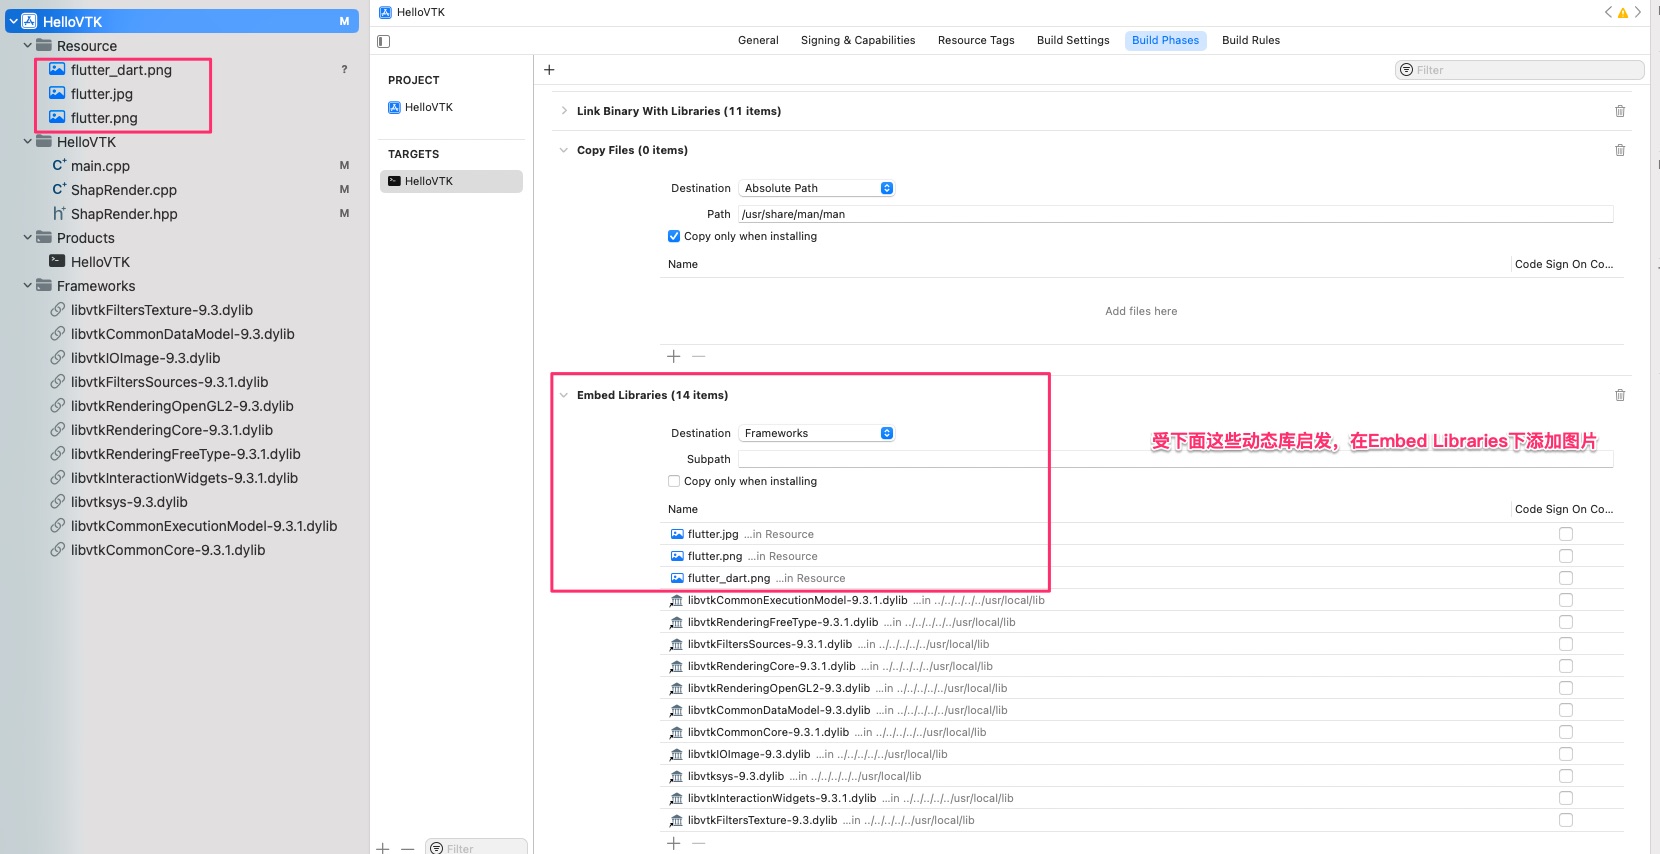 HelloVTK M
Resource
flutter_dart.png ?
flutter.jpg
flutter.png
HelloVTK
main.cpp M
ShapRender.cpp M
ShapRender.hpp M
Products
HelloVTK
Frameworks
libvtkFiltersTexture-9.3.dylib
libvtkCommonDataModel-9.3.dylib
libvtkIOImage-9.3.dylib
libvtkFiltersSources-9.3.1.dylib
libvtkRenderingOpenGL2-9.3.dylib
libvtkRenderingCore-9.3.1.dylib
libvtkRenderingFreeType-9.3.1.dylib
libvtkInteractionWidgets-9.3.1.dylib
libvtksys-9.3.dylib
libvtkCommonExecutionModel-9.3.1.dylib
libvtkCommonCore-9.3.1.dylib
HelloVTK
General Signing & Capabilities Resource Tags Build Settings Build Phases Build Rules
PROJECT
HelloVTK
TARGETS
HelloVTK
Filter
Filter
Link Binary With Libraries (11 items)
Copy Files (0 items)
Destination Absolute Path
Path /usr/share/man/man
Copy only when installing
Name Code Sign On Co...
Add files here
Embed Libraries (14 items)
Destination Frameworks
受下面这些动态库启发，在Embed Libraries下添加图片
Subpath
Copy only when installing
Name Code Sign On Co...
flutter.jpg ...in Resource
flutter.png ...in Resource
flutter_dart.png ...in Resource
libvtkCommonExecutionModel-9.3.1.dylib ...in ../../../../../usr/local/lib
libvtkRenderingFreeType-9.3.1.dylib ...in ../../../../../usr/local/lib
libvtkFiltersSources-9.3.1.dylib ...in ../../../../../usr/local/lib
libvtkRenderingCore-9.3.1.dylib ...in ../../../../../usr/local/lib
libvtkRenderingOpenGL2-9.3.dylib ...in ../../../../../usr/local/lib
libvtkCommonDataModel-9.3.dylib ...in ../../../../../usr/local/lib
libvtkCommonCore-9.3.1.dylib ...in ../../../../../usr/local/lib
libvtkIOImage-9.3.dylib ...in ../../../../../usr/local/lib
libvtksys-9.3.dylib ...in ../../../../../usr/local/lib
libvtkInteractionWidgets-9.3.1.dylib ...in ../../../../../usr/local/lib
libvtkFiltersTexture-9.3.dylib ...in ../../../../../usr/local/lib